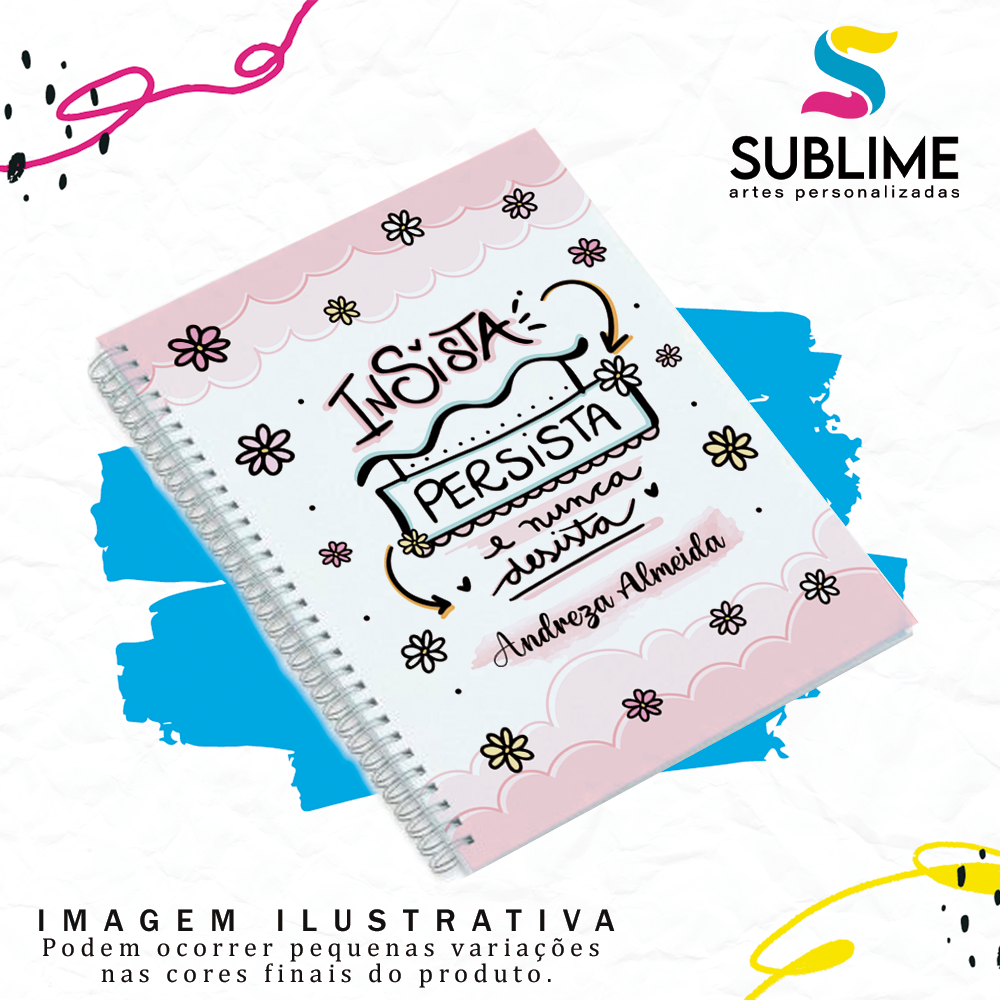 SUBLIME
artes personalizadas
INSISTA
PERSISTA
e nunca
desista
Andreza Almeida
IMAGEM ILUSTRATIVA
Podem ocorrer pequenas variações
nas cores finais do produto.